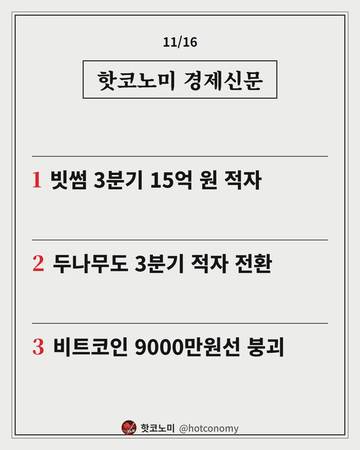 11/16
핫코노미 경제신문
1 빗썸 3분기 15억 원 적자
2 두나무도 3분기 적자 전환
3 비트코인 9000만원선 붕괴
핫코노미 @hotconomy